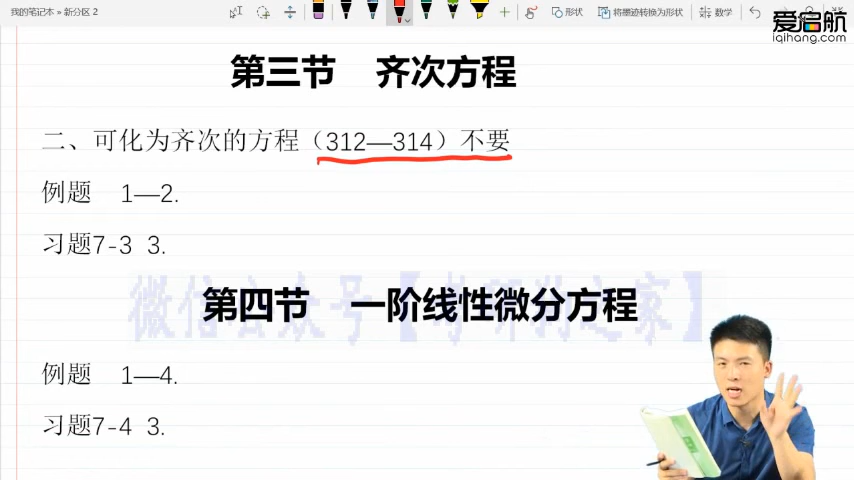 我的笔记本 » 新分区 2
形状
将墨迹转换为形状
数学
爱启航
iqihang.com
第三节 齐次方程
二、可化为齐次的方程（312—314）不要
例题 1—2.
习题7-3 3.
第四节 一阶线性微分方程
例题 1—4.
习题7-4 3.